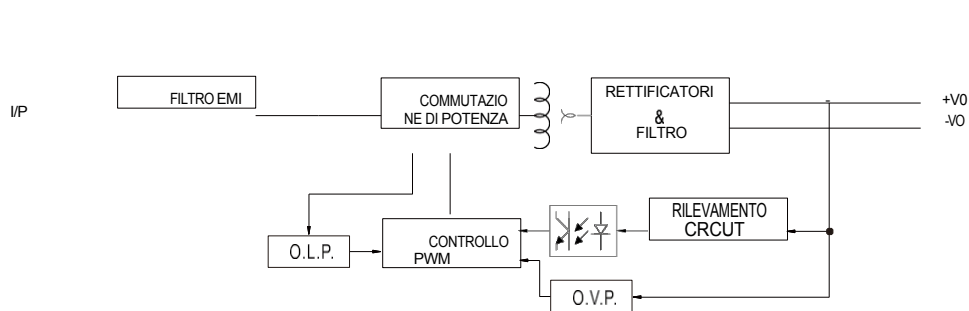 I/P
FILTRO EMI
COMMUTAZIO
NE DI POTENZA
RETTIFICATORI
&
FILTRO
+V0
-VO
O.L.P.
CONTROLLO
PWM
RILEVAMENTO
CRCUT
O.V.P.